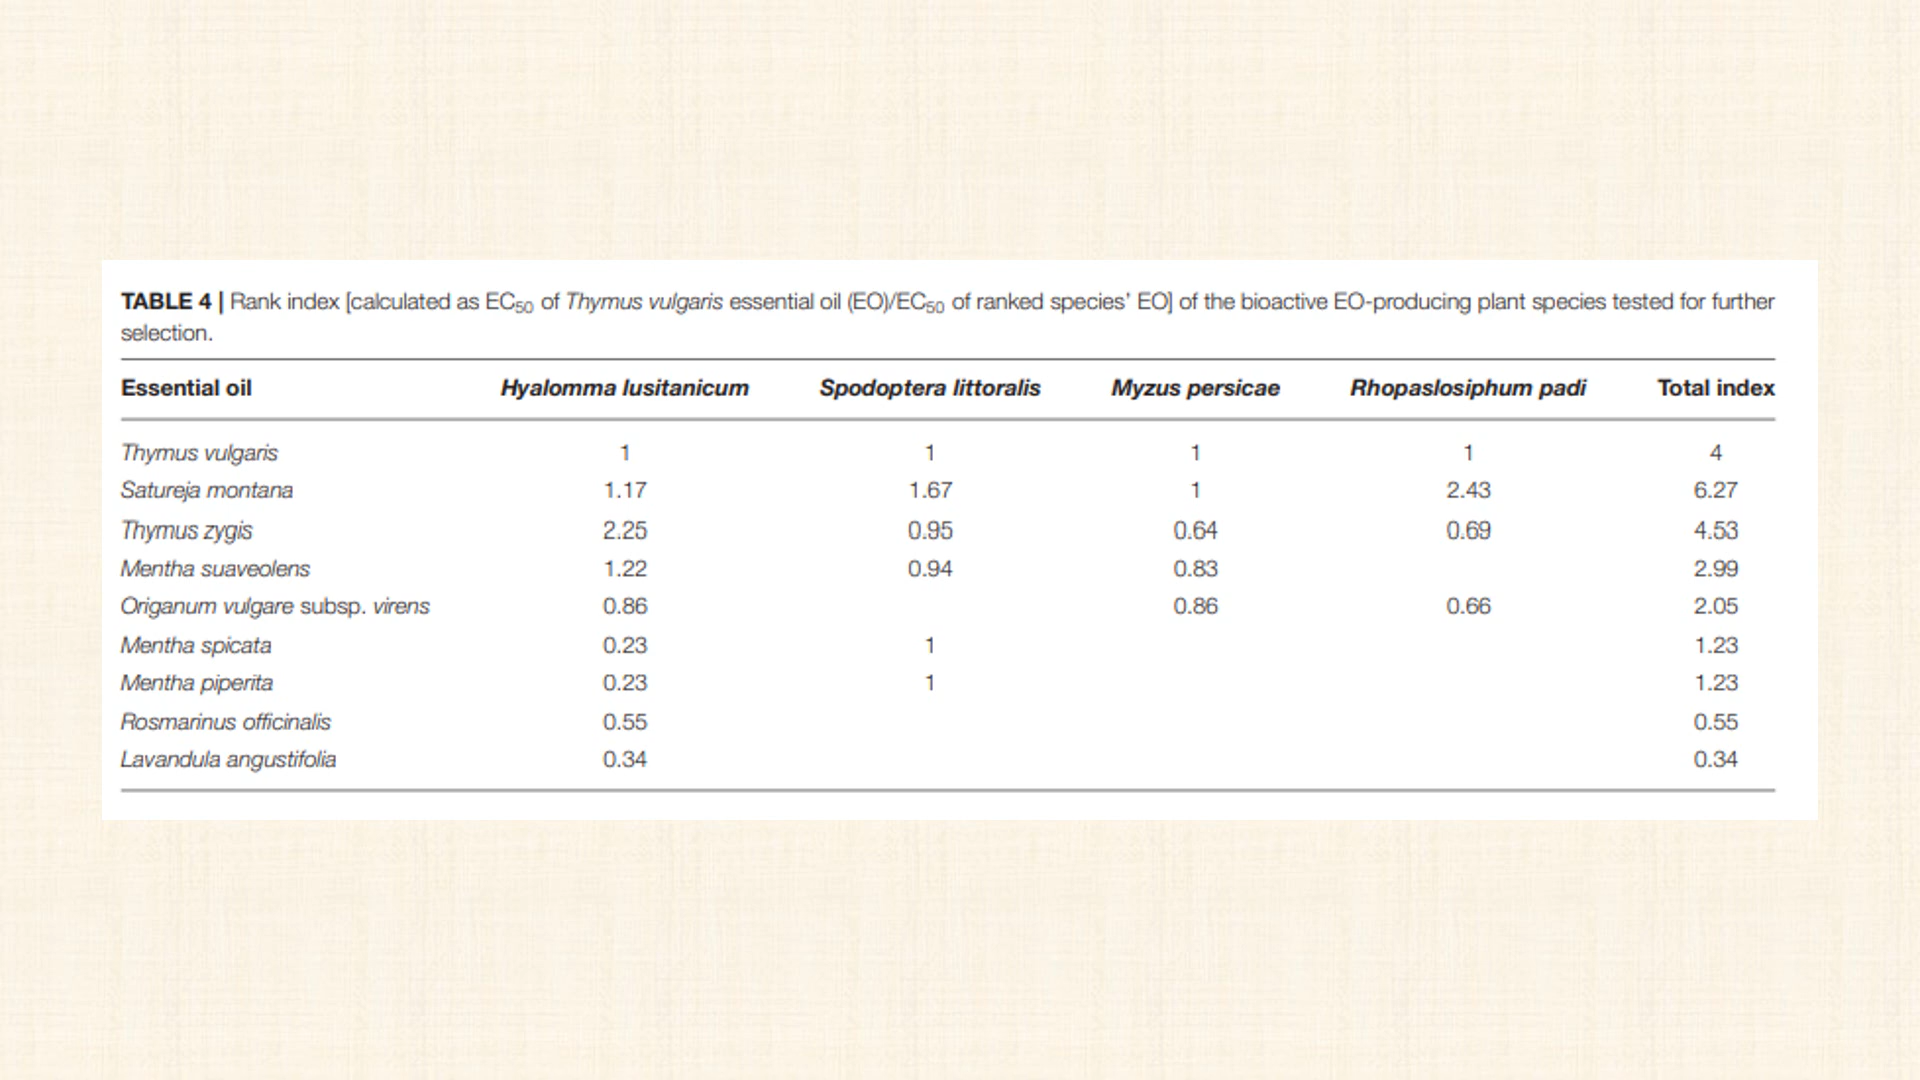 TABLE 4 | Rank index [calculated as EC50 of Thymus vulgaris essential oil (EO)/EC50 of ranked species' EO] of the bioactive EO-producing plant species tested for further
selection.
Essential oil Hyalomma lusitanicum Spodoptera littoralis Myzus persicae Rhopaslosiphum padi Total index
Thymus vulgaris 1 1 1 1 4
Satureja montana 1.17 1.67 1 2.43 6.27
Thymus zygis 2.25 0.95 0.64 0.69 4.53
Mentha suaveolens 1.22 0.94 0.83 2.99
Origanum vulgare subsp. virens 0.86 0.86 0.66 2.05
Mentha spicata 0.23 1 1.23
Mentha piperita 0.23 1 1.23
Rosmarinus officinalis 0.55 0.55
Lavandula angustifolia 0.34 0.34